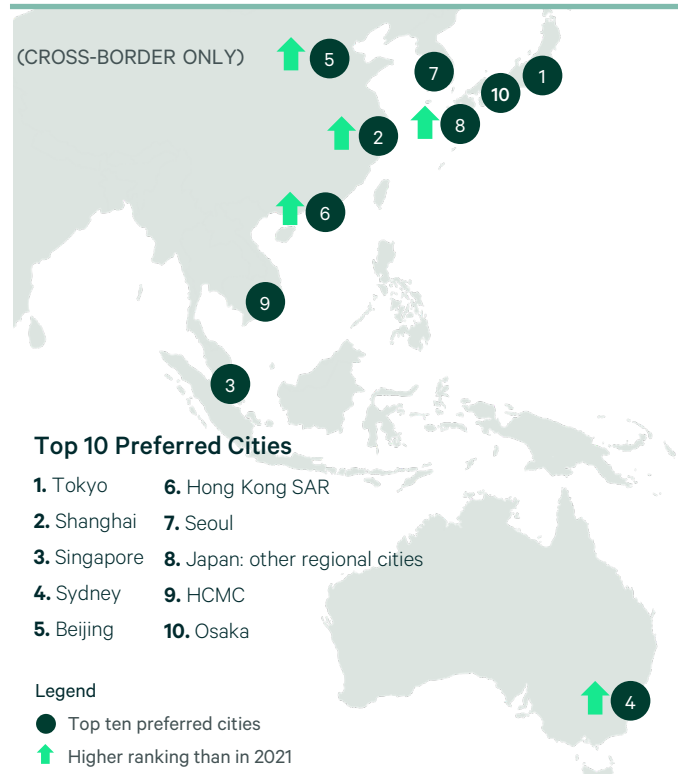 (CROSS-BORDER ONLY)
5
7
1
10
2
8
6
9
3
Top 10 Preferred Cities
1. Tokyo
2. Shanghai
3. Singapore
4. Sydney
5. Beijing
6. Hong Kong SAR
7. Seoul
8. Japan: other regional cities
9. HCMC
10. Osaka
4
Legend
Top ten preferred cities
Higher ranking than in 2021